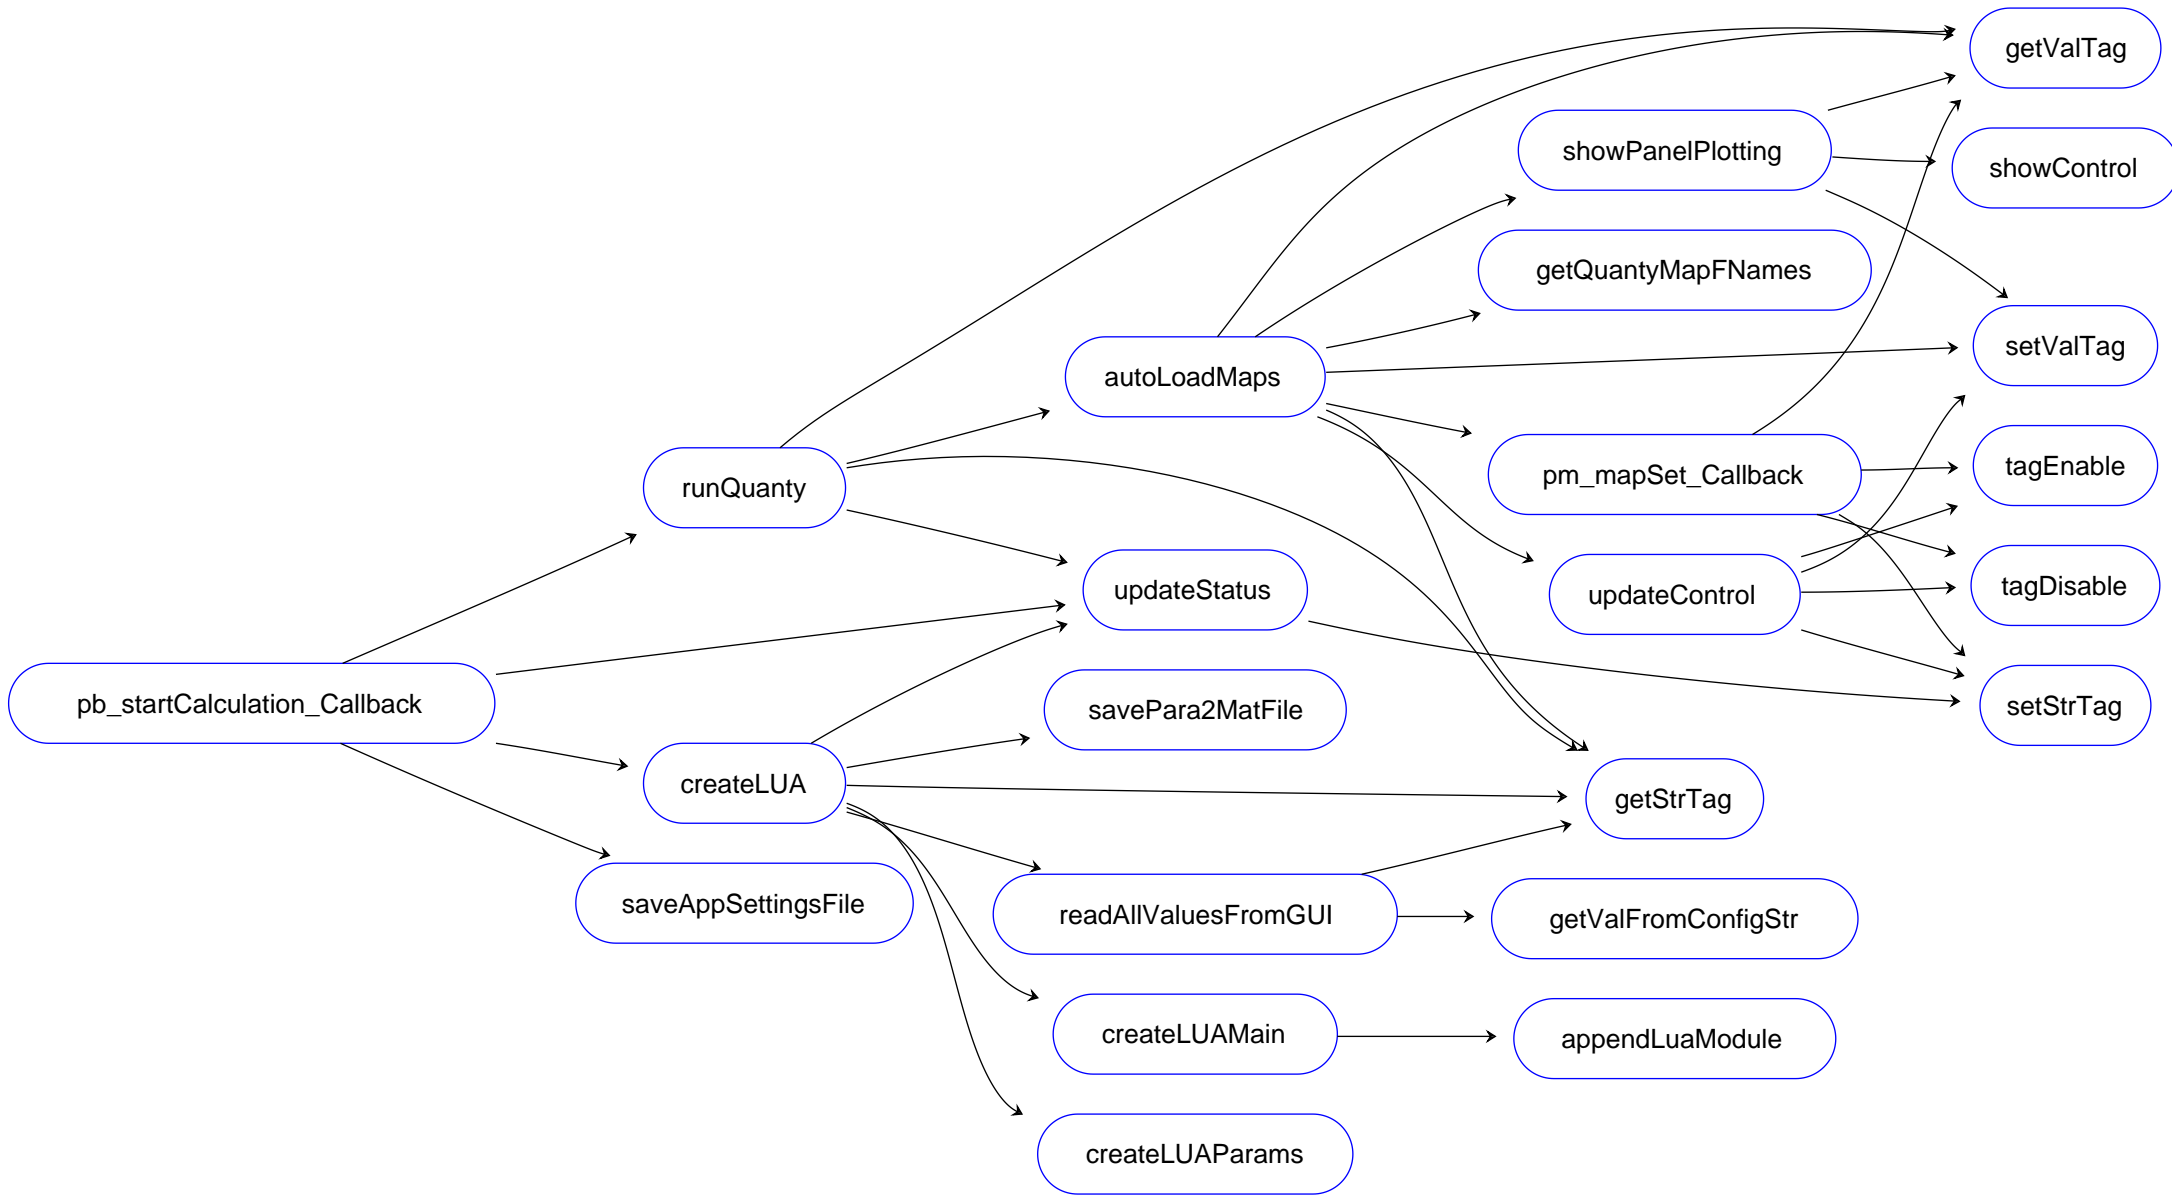 getValTag
showPanelPlotting
showControl
getQuantyMapFNames
setValTag
autoLoadMaps
tagEnable
pm_mapSet_Callback
runQuanty
tagDisable
updateStatus
updateControl
pb_startCalculation_Callback
setStrTag
savePara2MatFile
createLUA
getStrTag
saveAppSettingsFile
readAllValuesFromGUI
getValFromConfigStr
createLUAMain
appendLuaModule
createLUAParams